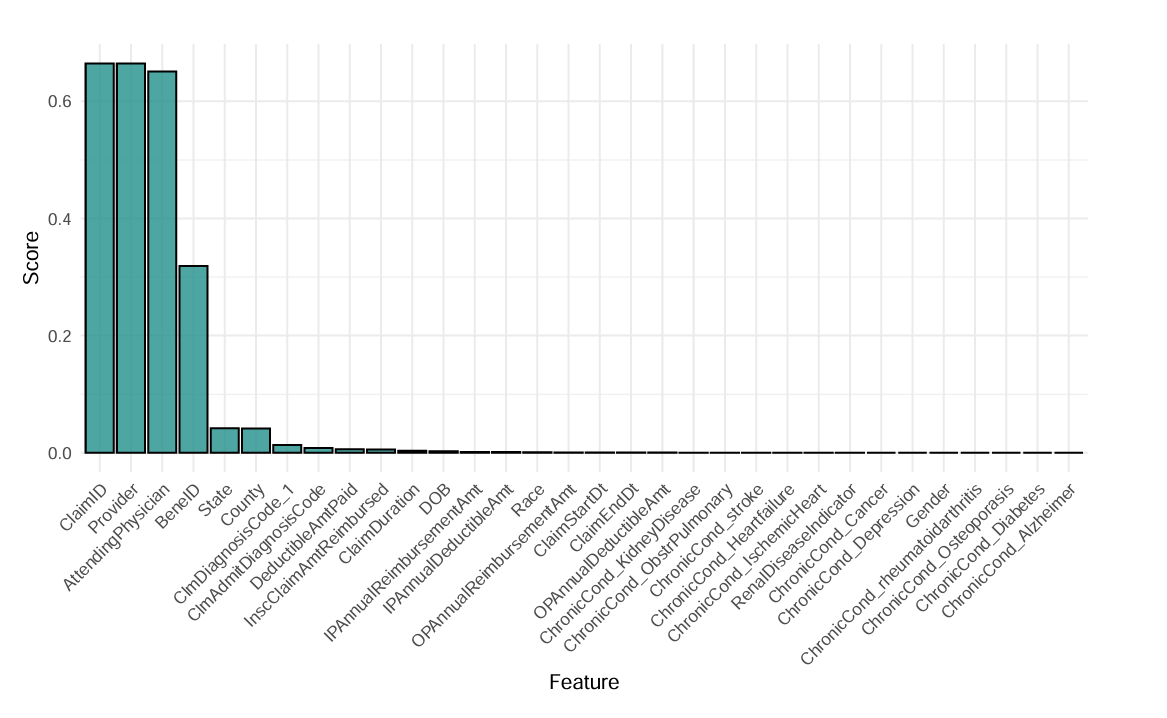 0.6
0.4
0.2
0.0
Score
ClaimID
Provider
AttendingPhysician
BeneID
State
County
ClmDiagnosisCode_1
ClmAdmitDiagnosisCode
DeductibleAmtPaid
InscClaimAmtReimbursed
ClaimDuration
DOB
IPAnnualReimbursementAmt
IPAnnualDeductibleAmt
Race
OPAnnualReimbursementAmt
ClaimStartDt
ClaimEndDt
OPAnnualDeductibleAmt
ChronicCond_KidneyDisease
ChronicCond_ObstrPulmonary
ChronicCond_stroke
ChronicCond_Heartfailure
ChronicCond_IschemicHeart
RenalDiseaseIndicator
ChronicCond_Cancer
ChronicCond_Depression
Gender
ChronicCond_rheumatoidarthritis
ChronicCond_Osteoporasis
ChronicCond_Diabetes
ChronicCond_Alzheimer
Feature